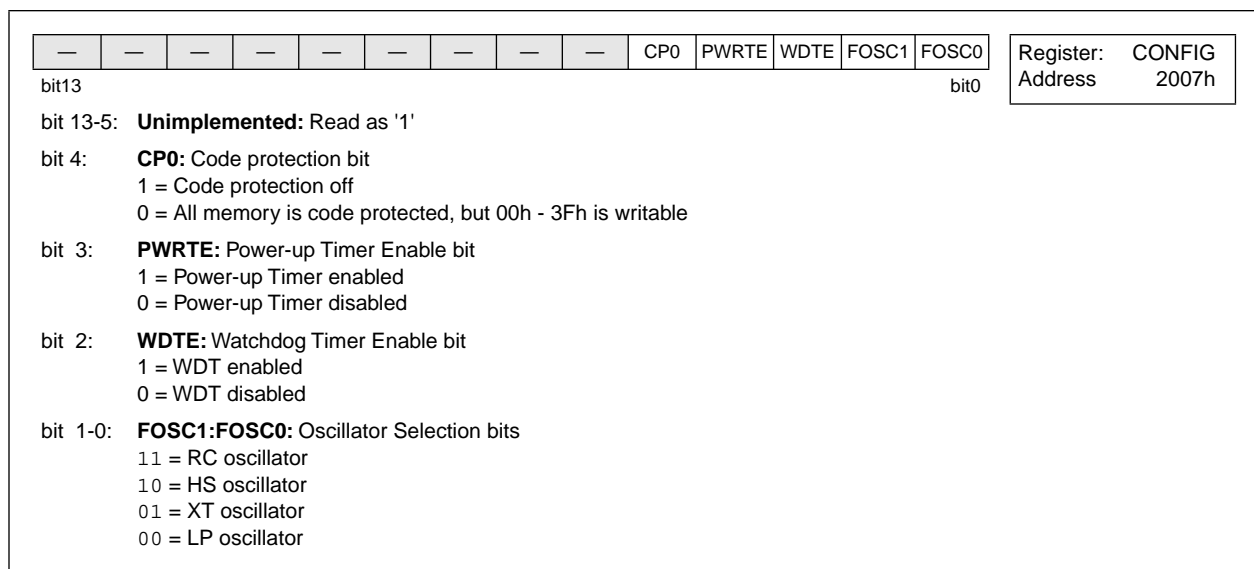 — — — — — — — — — CP0 PWRTE WDTE FOSC1 FOSC0
bit13 bit0
Register: CONFIG
Address 2007h
bit 13-5: Unimplemented: Read as '1'
bit 4: CP0: Code protection bit
1 = Code protection off
0 = All memory is code protected, but 00h - 3Fh is writable
bit 3: PWRTE: Power-up Timer Enable bit
1 = Power-up Timer enabled
0 = Power-up Timer disabled
bit 2: WDTE: Watchdog Timer Enable bit
1 = WDT enabled
0 = WDT disabled
bit 1-0: FOSC1:FOSC0: Oscillator Selection bits
11 = RC oscillator
10 = HS oscillator
01 = XT oscillator
00 = LP oscillator